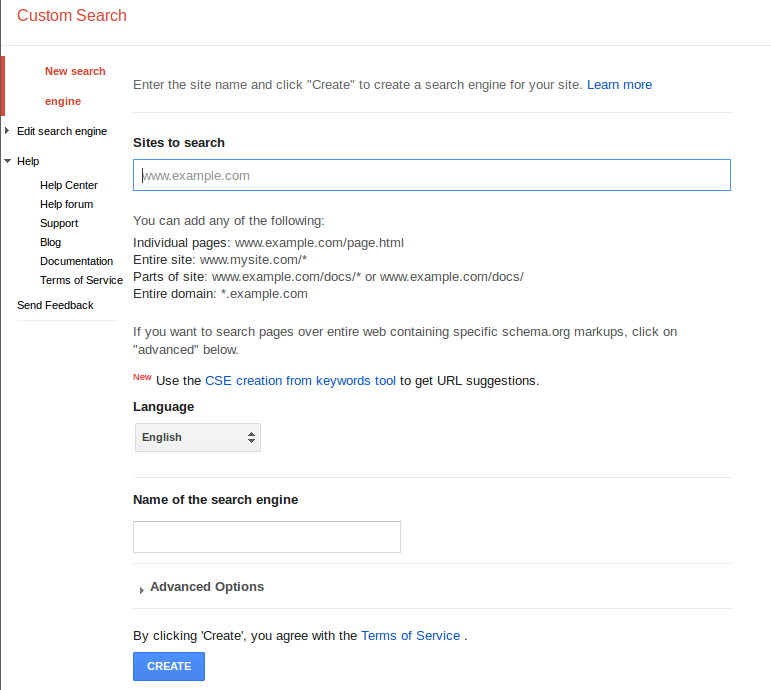 Custom Search
New search
engine
Edit search engine
Help
Help Center
Help forum
Support
Blog
Documentation
Terms of Service
Send Feedback
Enter the site name and click "Create" to create a search engine for your site. Learn more
Sites to search
www.example.com
You can add any of the following:
Individual pages: www.example.com/page.html
Entire site: www.mysite.com/*
Parts of site: www.example.com/docs/* or www.example.com/docs/
Entire domain: *.example.com
If you want to search pages over entire web containing specific schema.org markups, click on
"advanced" below.
New Use the CSE creation from keywords tool to get URL suggestions.
Language
English
Name of the search engine
Advanced Options
By clicking 'Create', you agree with the Terms of Service .
CREATE